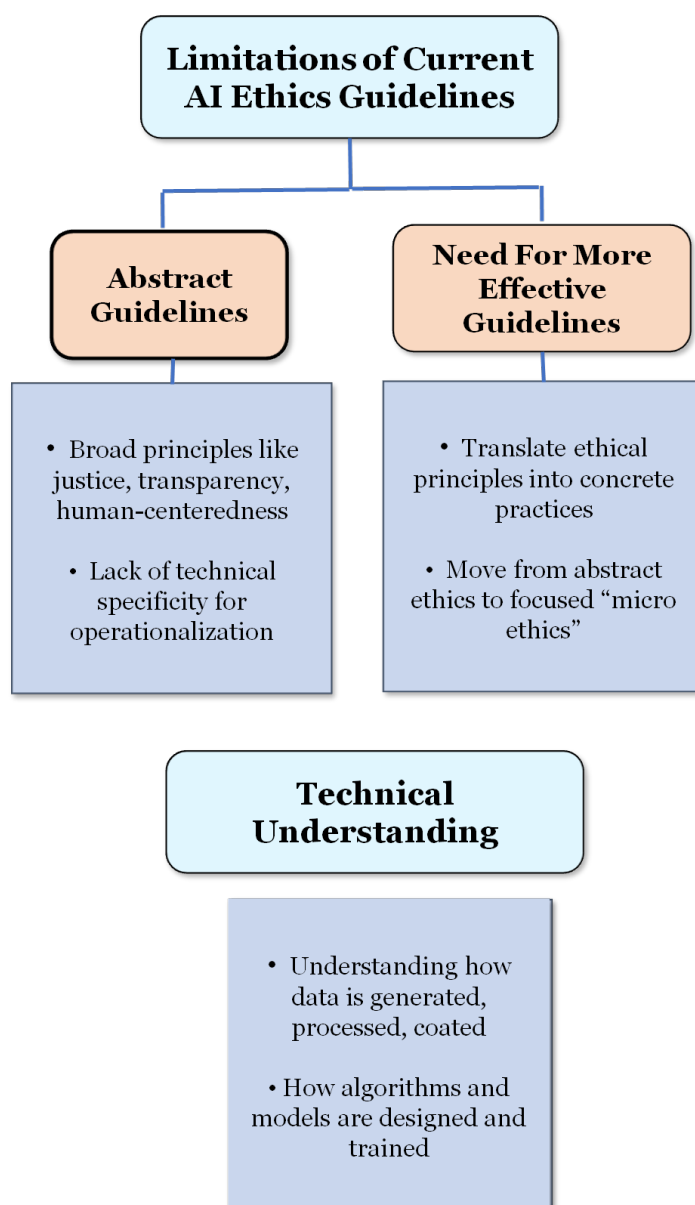 Limitations of Current
AI Ethics Guidelines
Abstract
Guidelines
Need For More
Effective
Guidelines
• Broad principles like
justice, transparency,
human-centeredness
• Lack of technical
specificity for
operationalization
• Translate ethical
principles into concrete
practices
• Move from abstract
ethics to focused “micro
ethics”
Technical
Understanding
• Understanding how
data is generated,
processed, coated
• How algorithms and
models are designed and
trained